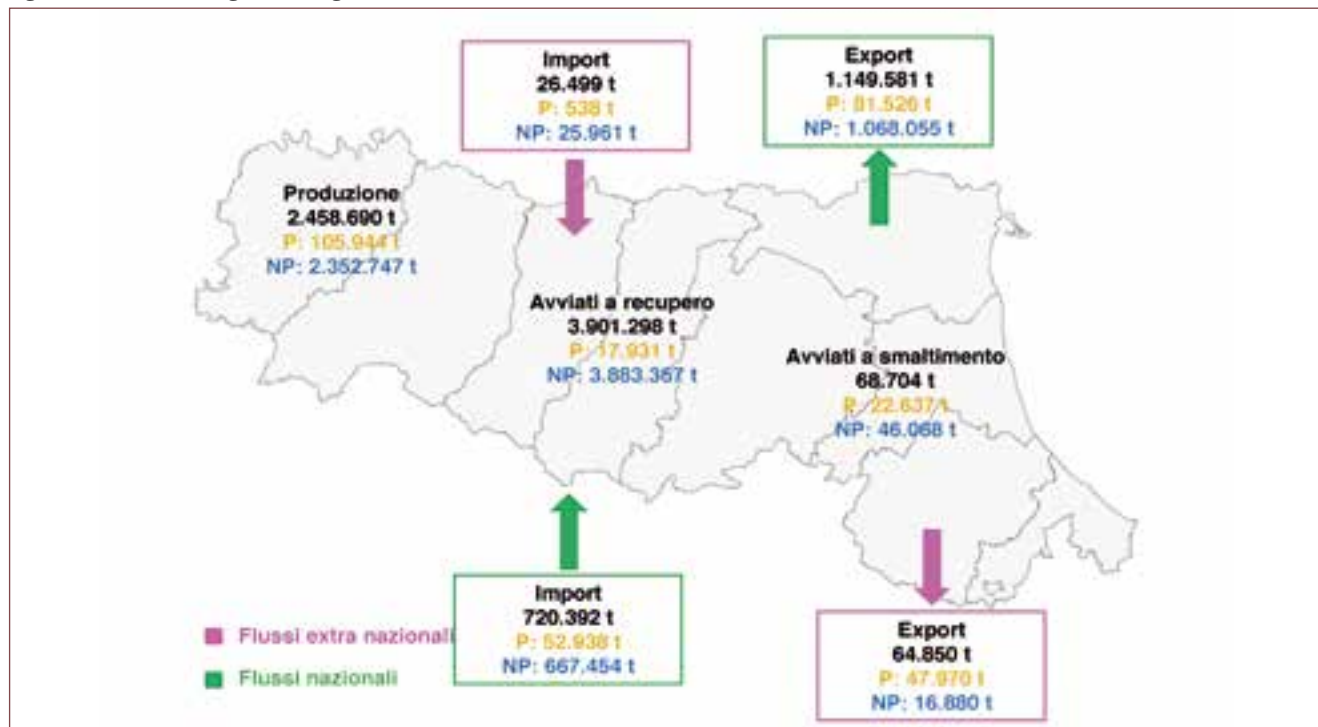 Import
26.499 t
P: 538 t
NP: 25.961 t
Export
1.149.581 t
P: 81.526 t
NP: 1.068.055 t
Produzione
2.458.690 t
P: 105.944 t
NP: 2.352.747 t
Avviati a recupero
3.901.298 t
P: 17.931 t
NP: 3.883.367 t
Avviati a smaltimento
68.704 t
P: 22.637 t
NP: 46.068 t
Import
720.392 t
P: 52.938 t
NP: 667.454 t
Export
64.850 t
P: 47.970 t
NP: 16.880 t
Flussi extra nazionali
Flussi nazionali